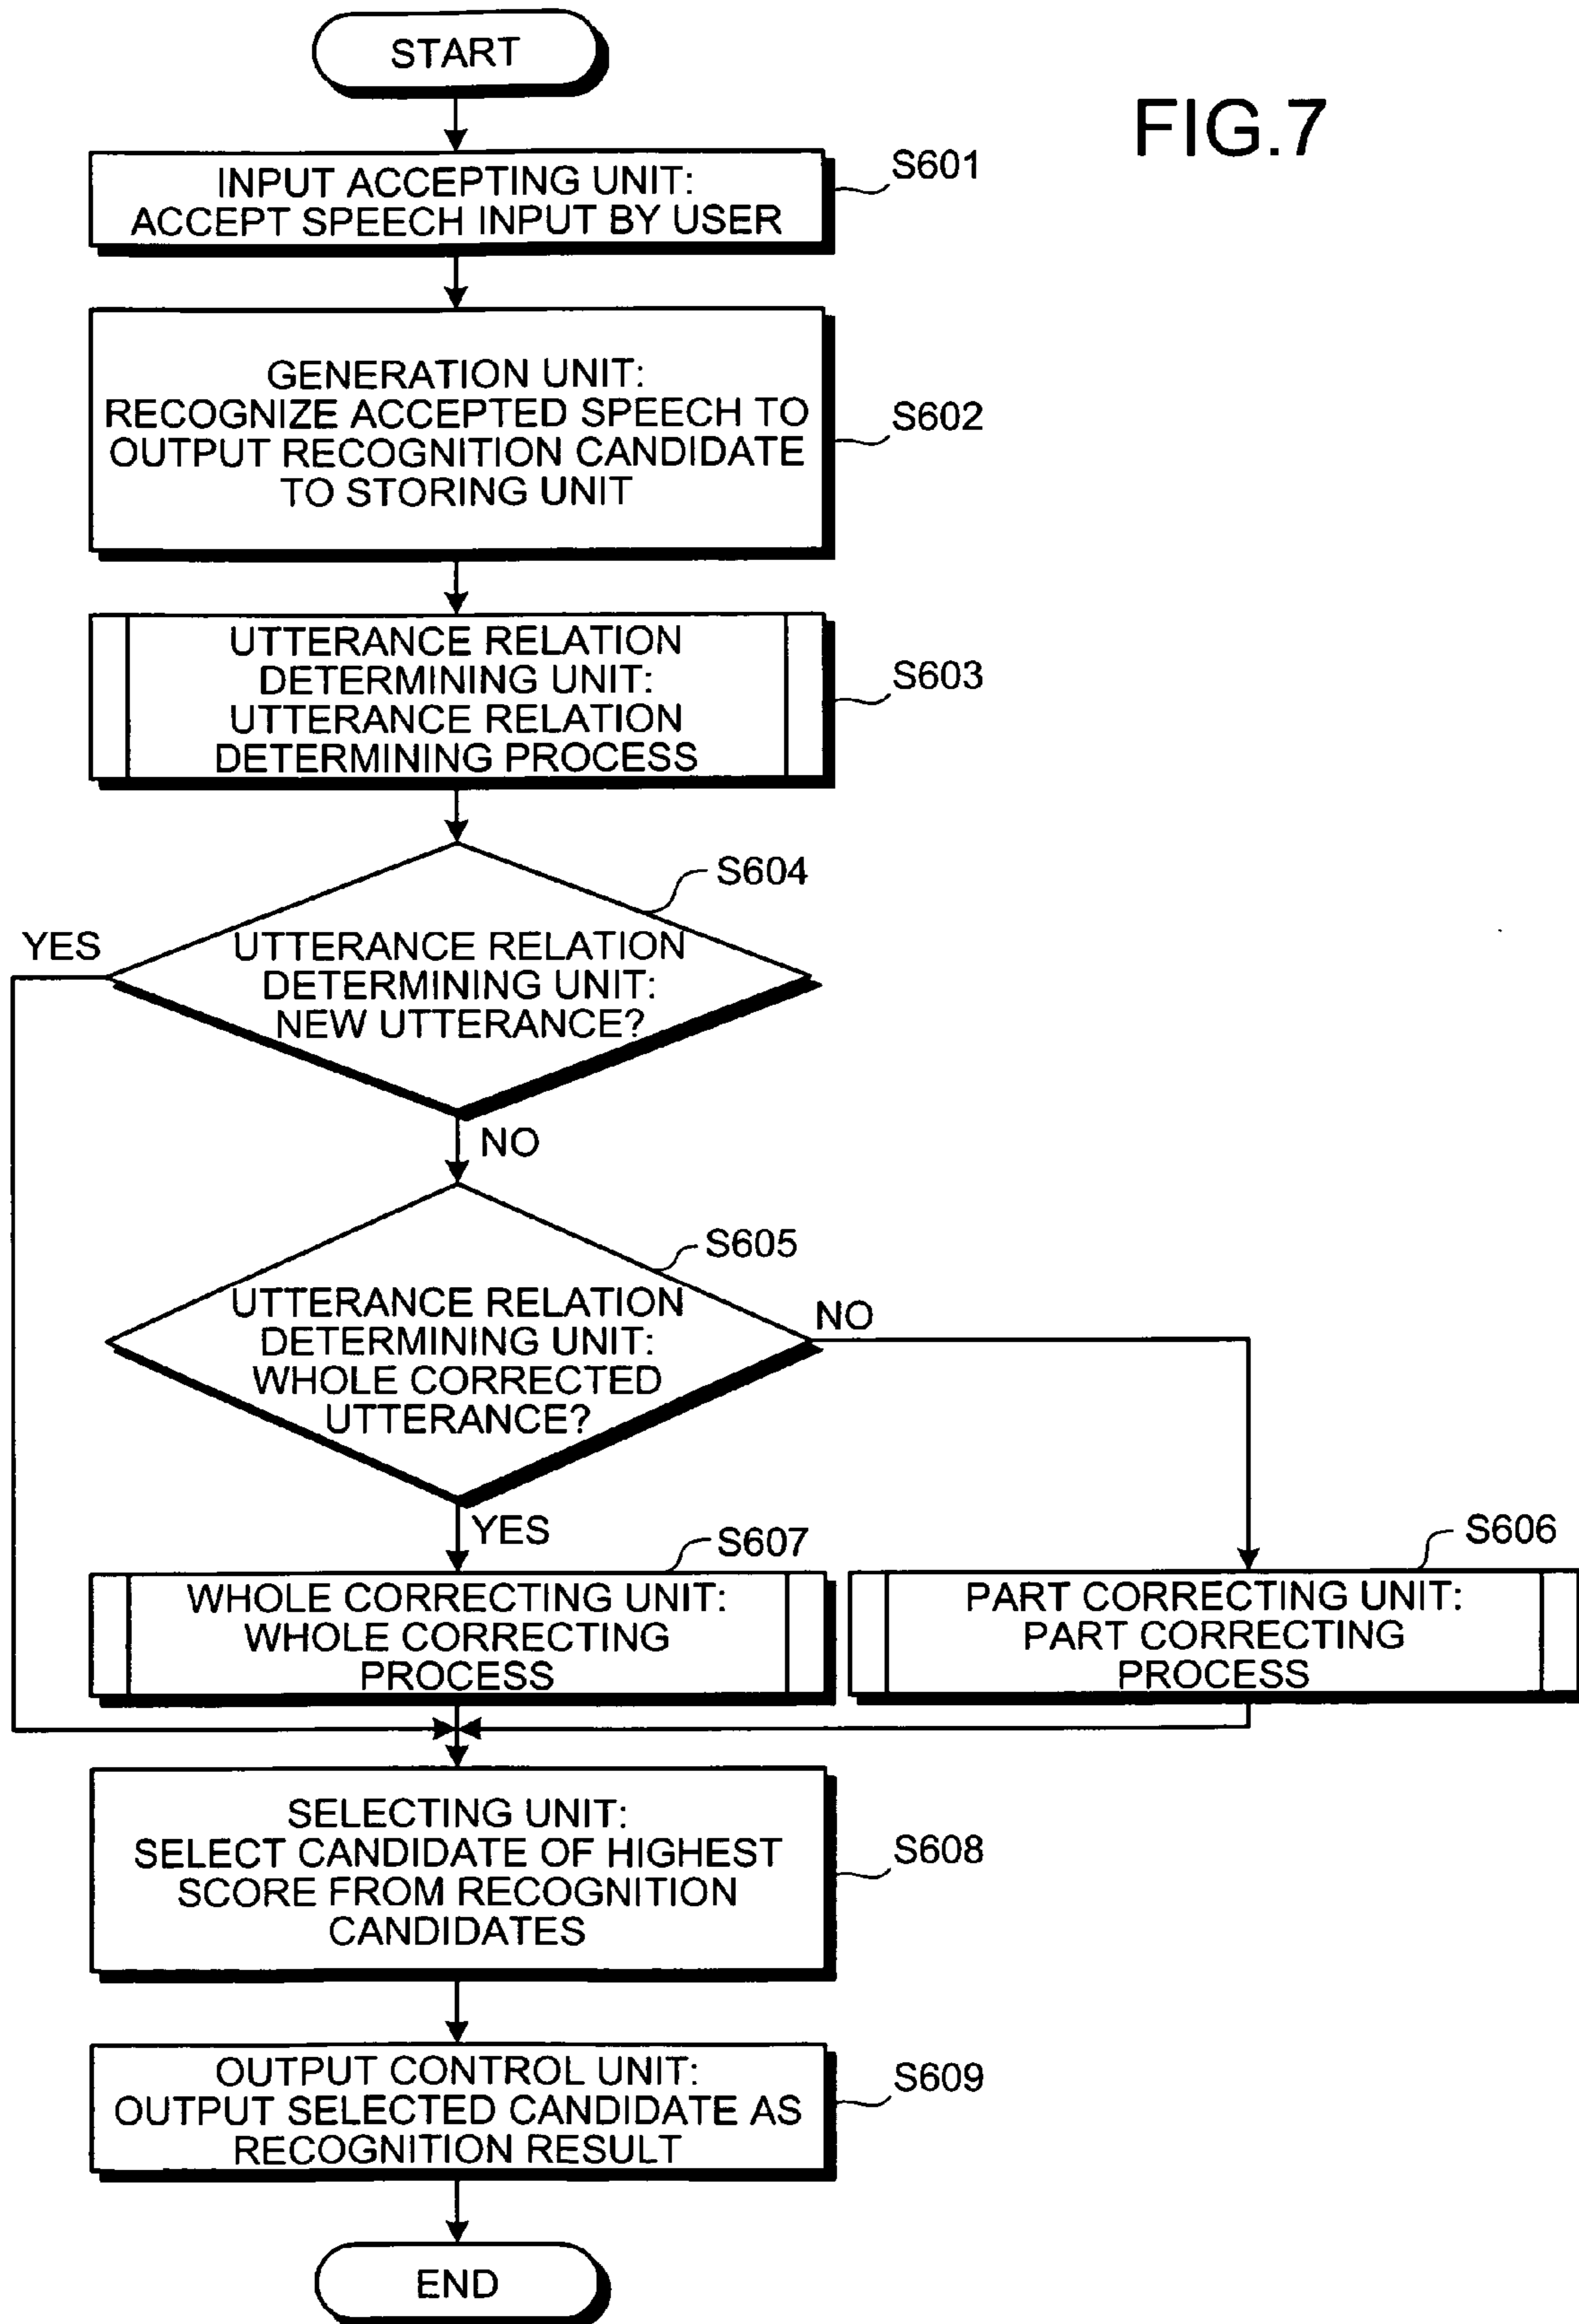 START
FIG.7
INPUT ACCEPTING UNIT:
ACCEPT SPEECH INPUT BY USER
S601
GENERATION UNIT:
RECOGNIZE ACCEPTED SPEECH TO
OUTPUT RECOGNITION CANDIDATE
TO STORING UNIT
S602
UTTERANCE RELATION
DETERMINING UNIT:
UTTERANCE RELATION
DETERMINING PROCESS
S603
S604
YES
UTTERANCE RELATION
DETERMINING UNIT:
NEW UTTERANCE?
NO
S605
UTTERANCE RELATION
DETERMINING UNIT:
WHOLE CORRECTED
UTTERANCE?
NO
YES
S607
WHOLE CORRECTING UNIT:
WHOLE CORRECTING
PROCESS
S606
PART CORRECTING UNIT:
PART CORRECTING
PROCESS
SELECTING UNIT:
SELECT CANDIDATE OF HIGHEST
SCORE FROM RECOGNITION
CANDIDATES
S608
OUTPUT CONTROL UNIT:
OUTPUT SELECTED CANDIDATE AS
RECOGNITION RESULT
S609
END